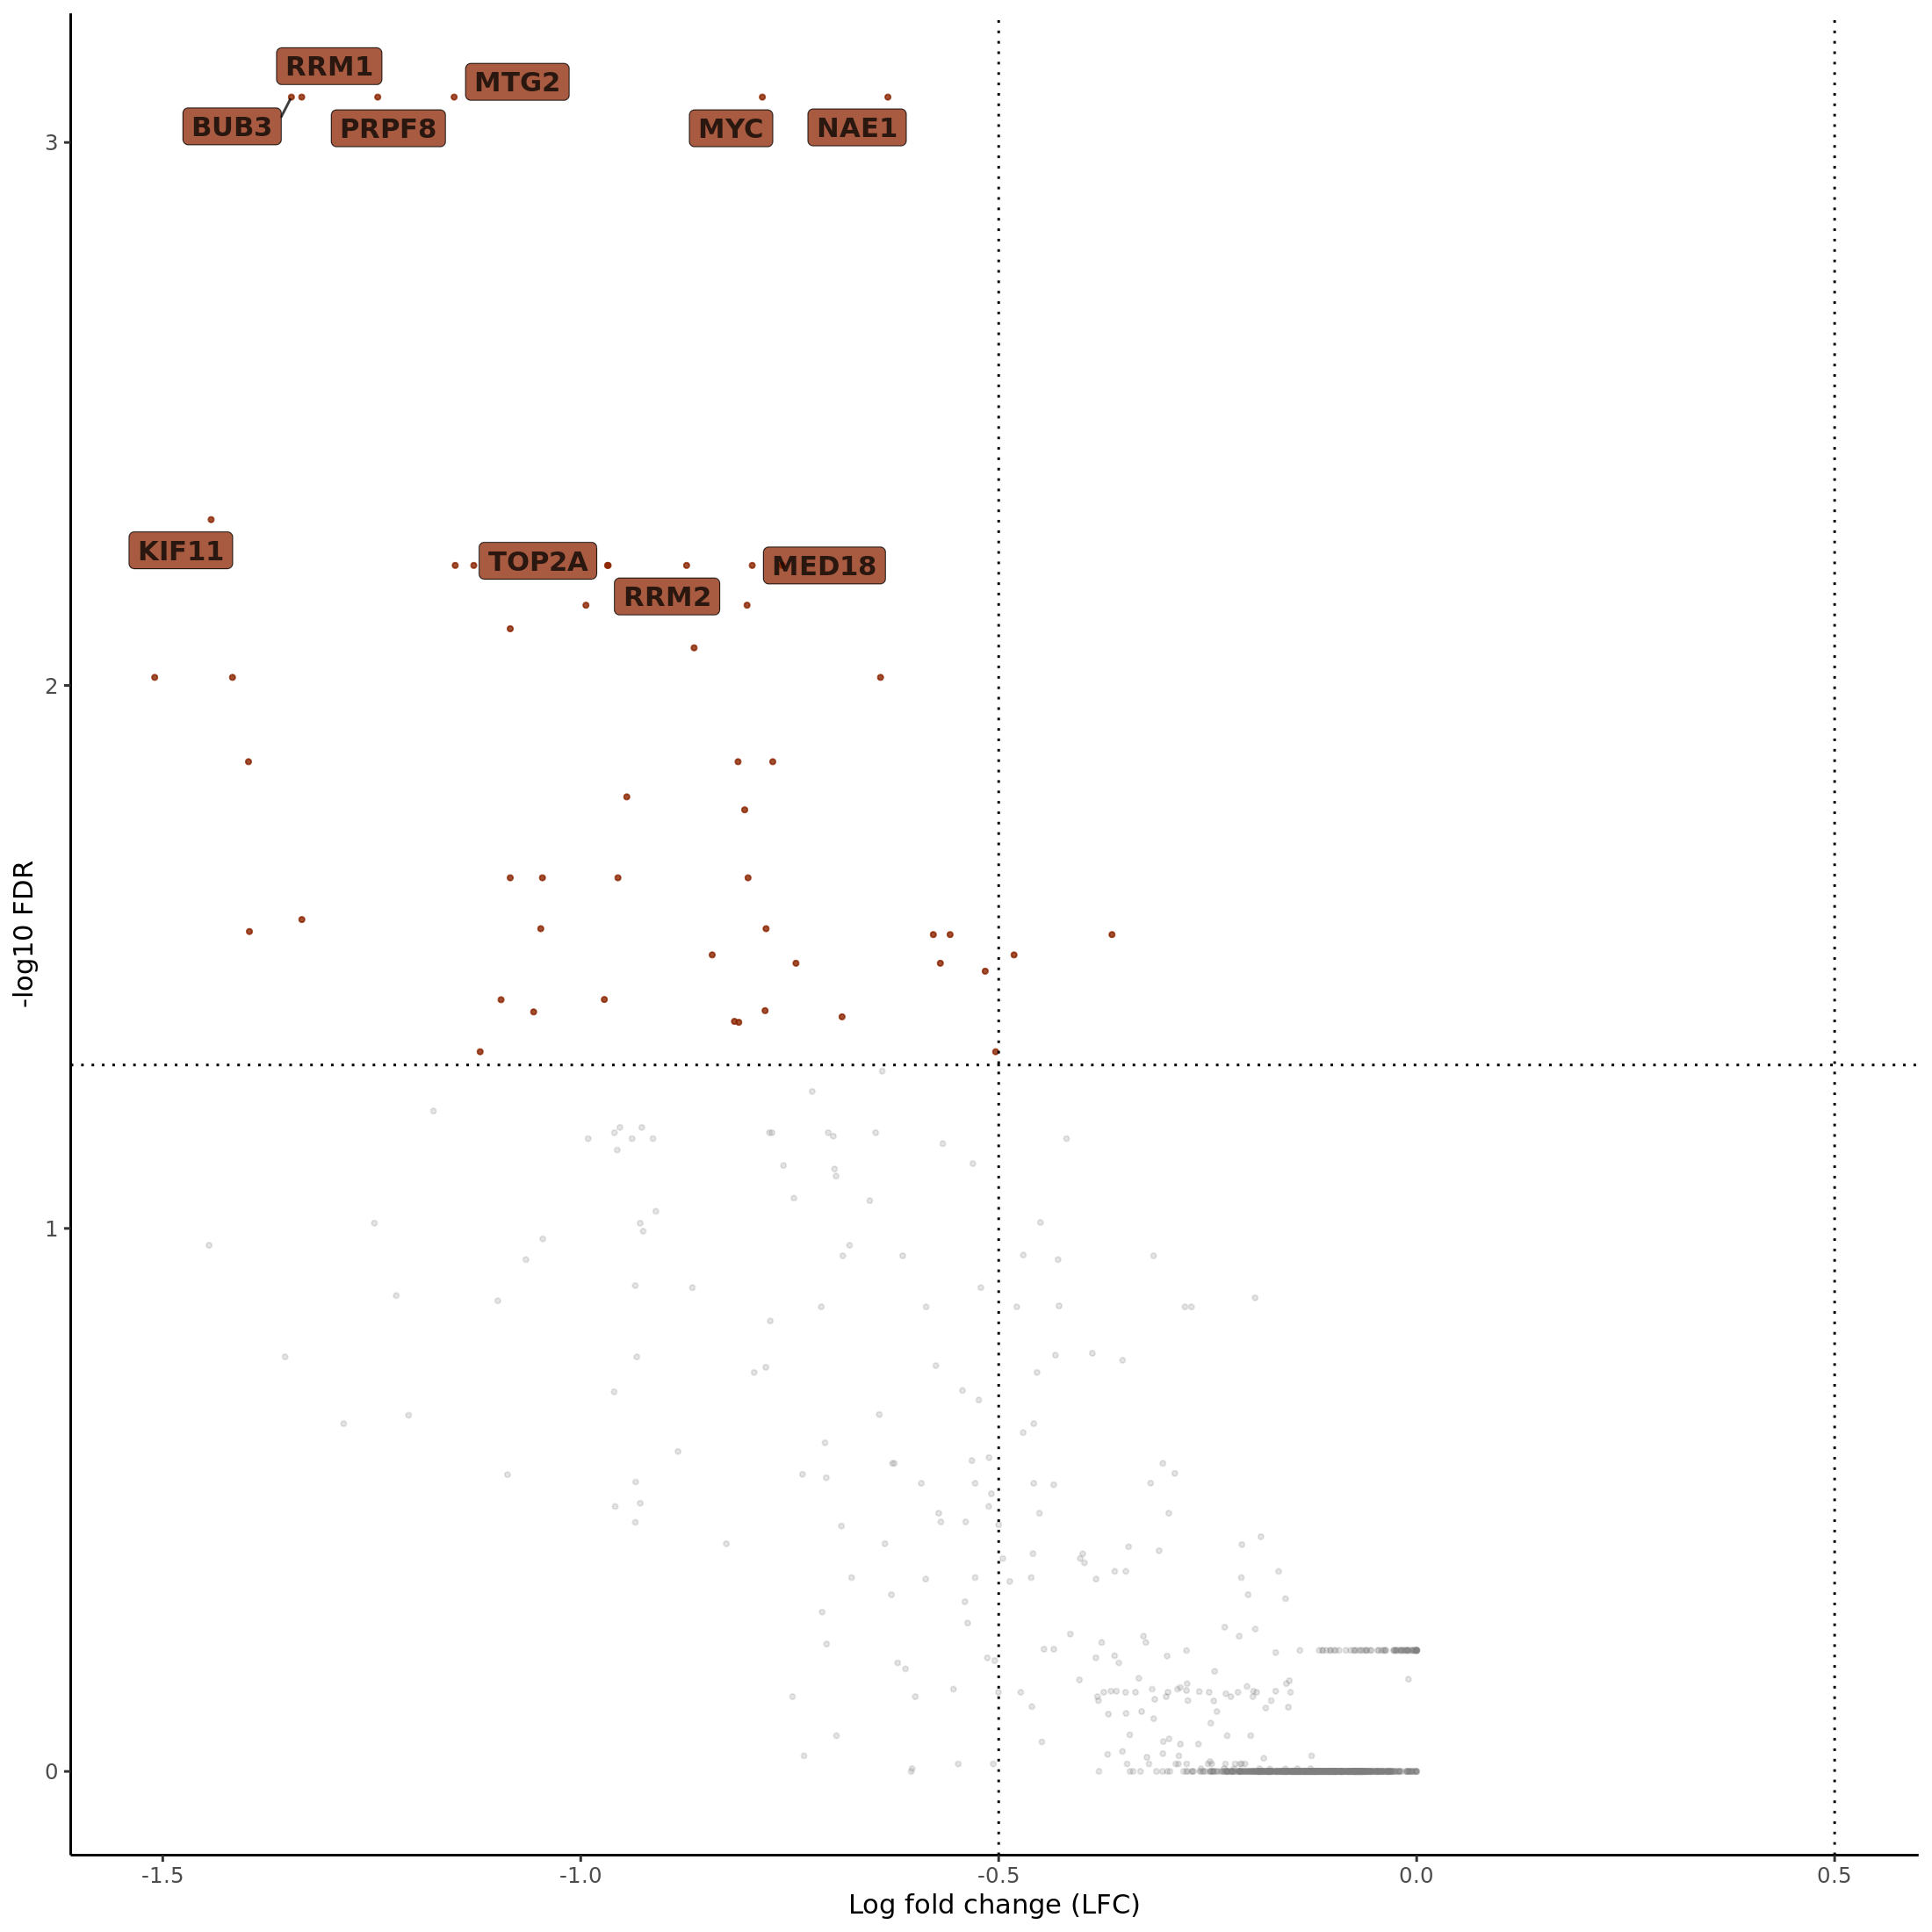 RRM1
MTG2
BUB3
PRPF8
MYC
NAE1
KIF11
TOP2A
MED18
RRM2
3
2
1
0
-log10 FDR
-1.5
-1.0
-0.5
0.0
0.5
Log fold change (LFC)